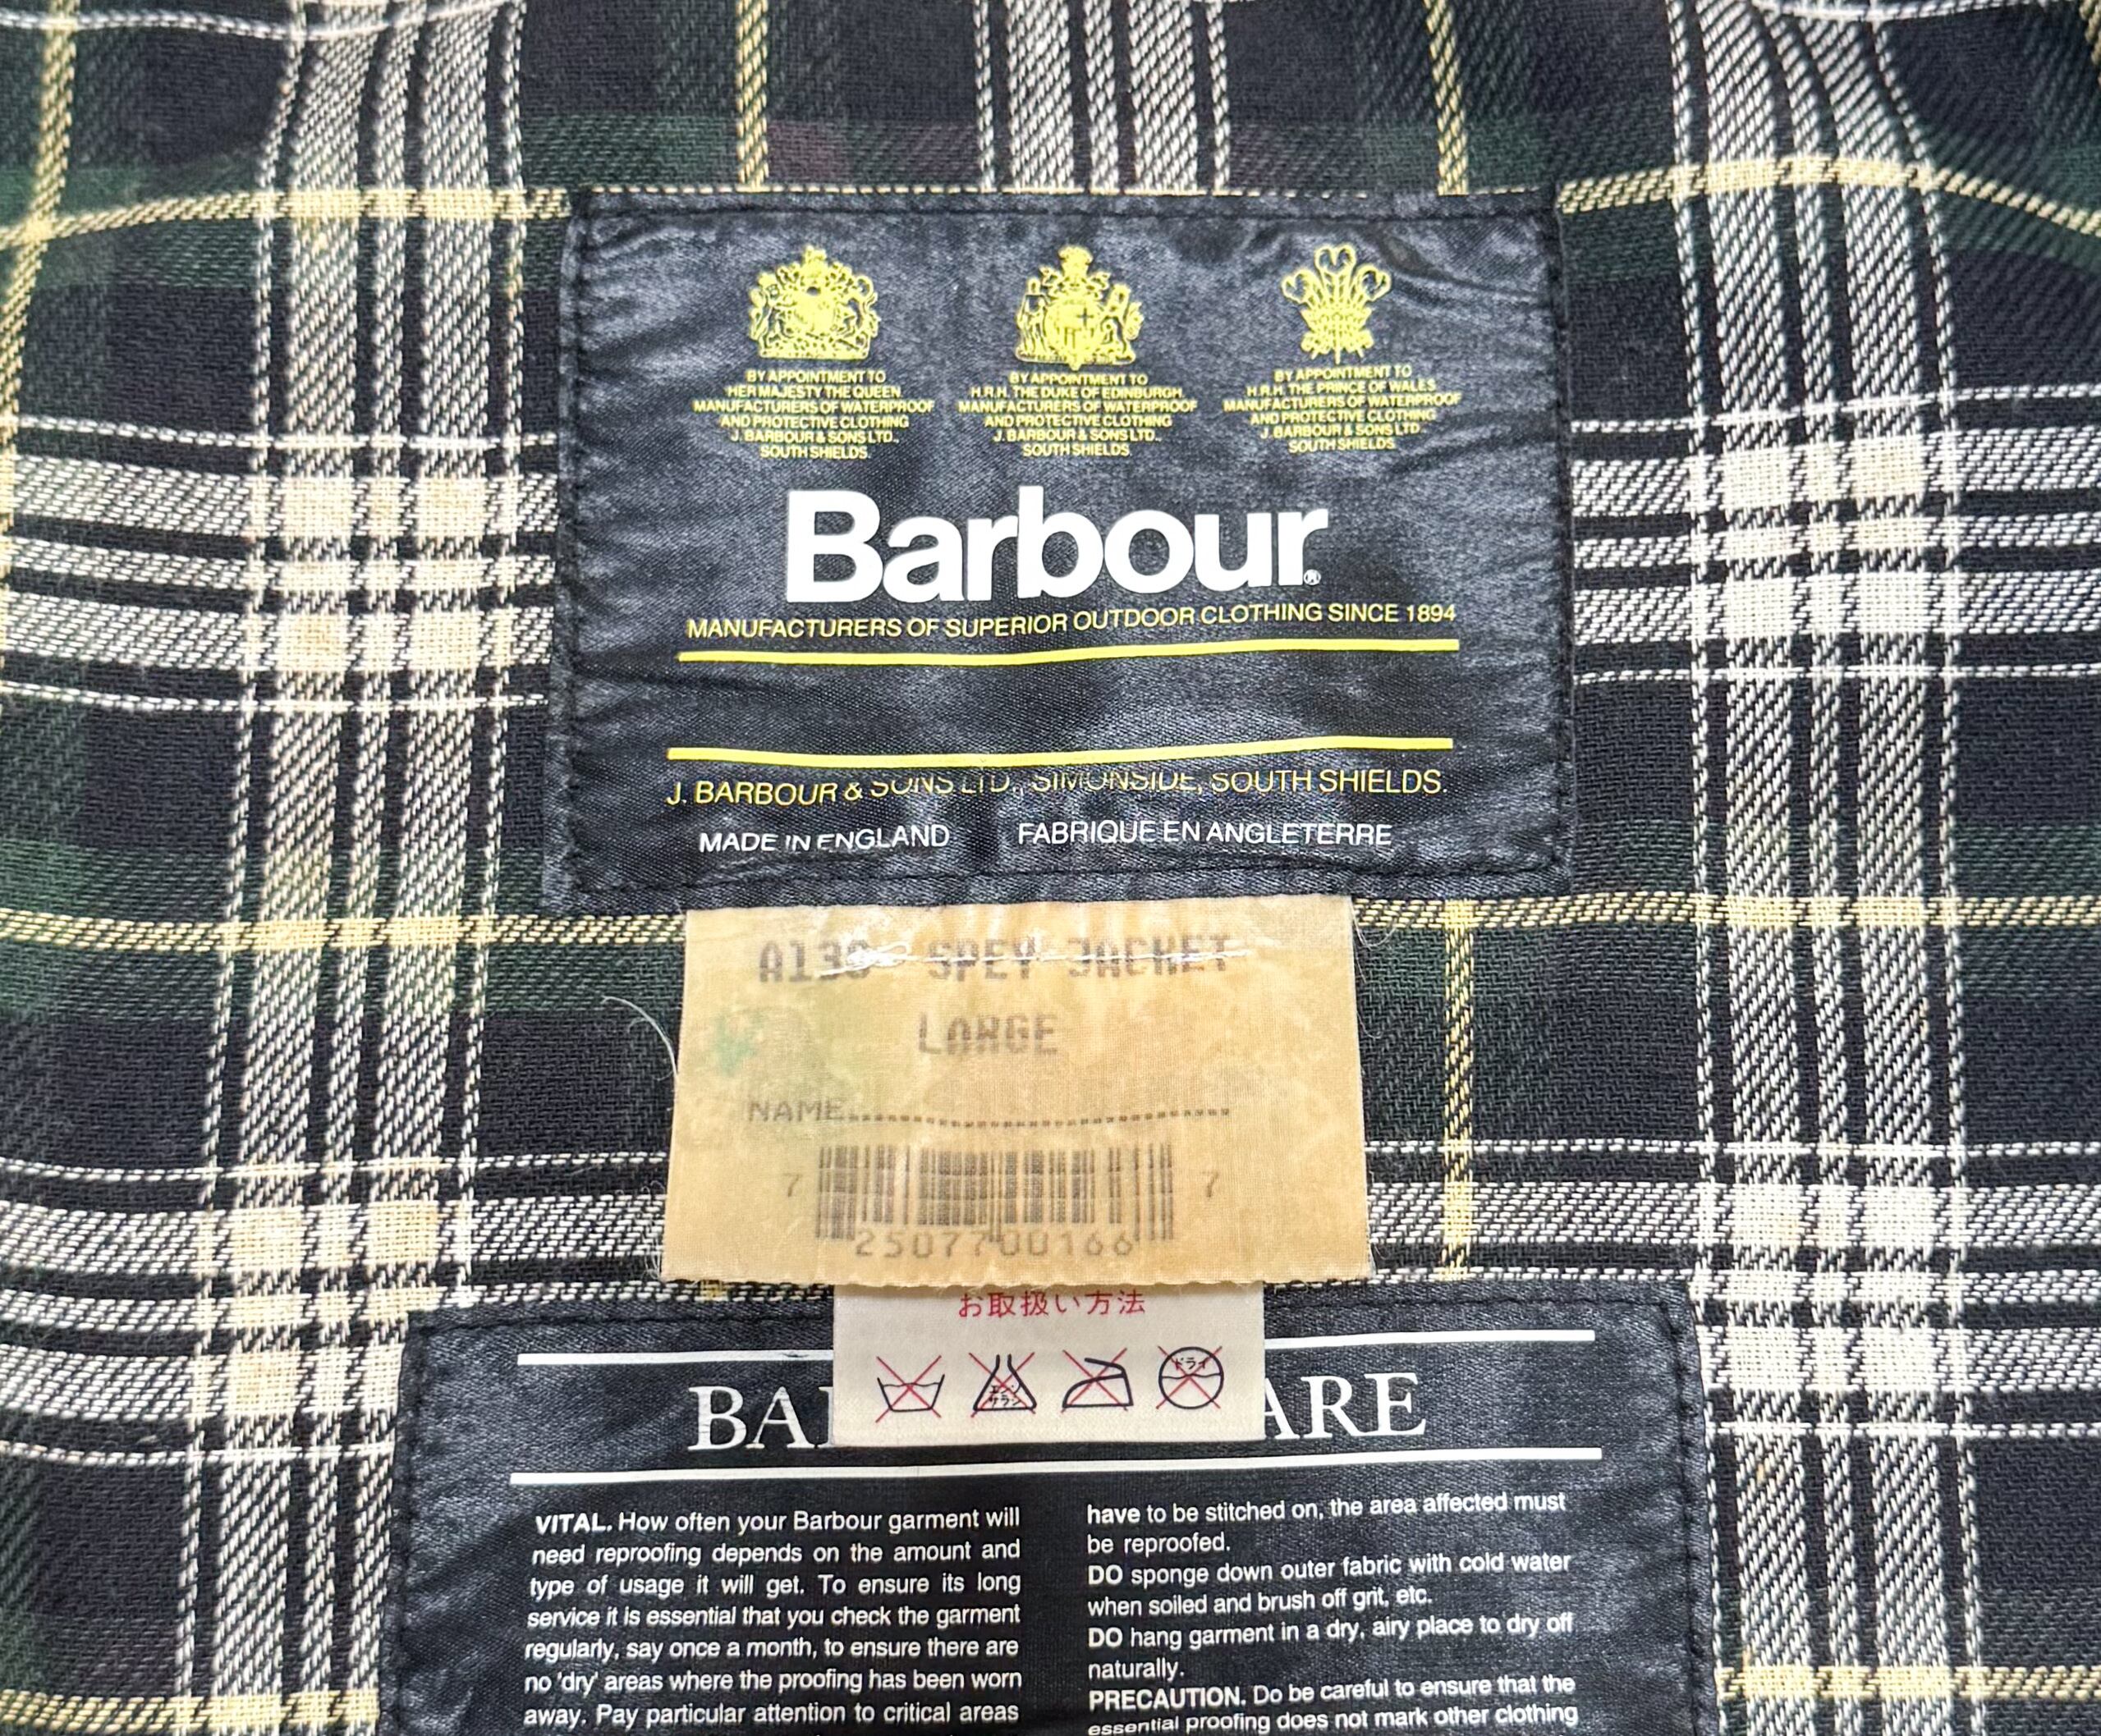 BY APPOINTMENT TO
HER MAJESTY THE QUEEN
MANUFACTURERS OF WATERPROOF
AND PROTECTIVE CLOTHING
J. BARBOUR & SONS LTD.,
SOUTH SHIELDS.
BY APPOINTMENT TO
H.R.H. THE DUKE OF EDINBURGH
MANUFACTURERS OF WATERPROOF
AND PROTECTIVE CLOTHING
J. BARBOUR & SONS LTD.,
SOUTH SHIELDS.
BY APPOINTMENT TO
H.R.H. THE PRINCE OF WALES
MANUFACTURERS OF WATERPROOF
AND PROTECTIVE CLOTHING
J. BARBOUR & SONS LTD.
SOUTH SHIELDS.
Barbour®
MANUFACTURERS OF SUPERIOR OUTDOOR CLOTHING SINCE 1894
J. BARBOUR & SONS LTD., SIMONSIDE, SOUTH SHIELDS.
MADE IN ENGLAND FABRIQUE EN ANGLETERRE
SPEY JACKET
LARGE
NAME
7 7
2507700166
お取扱い方法
エンソ
サラシ
ドライ
BA ARE
VITAL. How often your Barbour garment will
need reproofing depends on the amount and
type of usage it will get. To ensure its long
service it is essential that you check the garment
regularly, say once a month, to ensure there are
no 'dry' areas where the proofing has been worn
away. Pay particular attention to critical areas
have to be stitched on, the area affected must
be reproofed.
DO sponge down outer fabric with cold water
when soiled and brush off grit, etc.
DO hang garment in a dry, airy place to dry off
naturally.
PRECAUTION. Do be careful to ensure that the
essential proofing does not mark other clothing